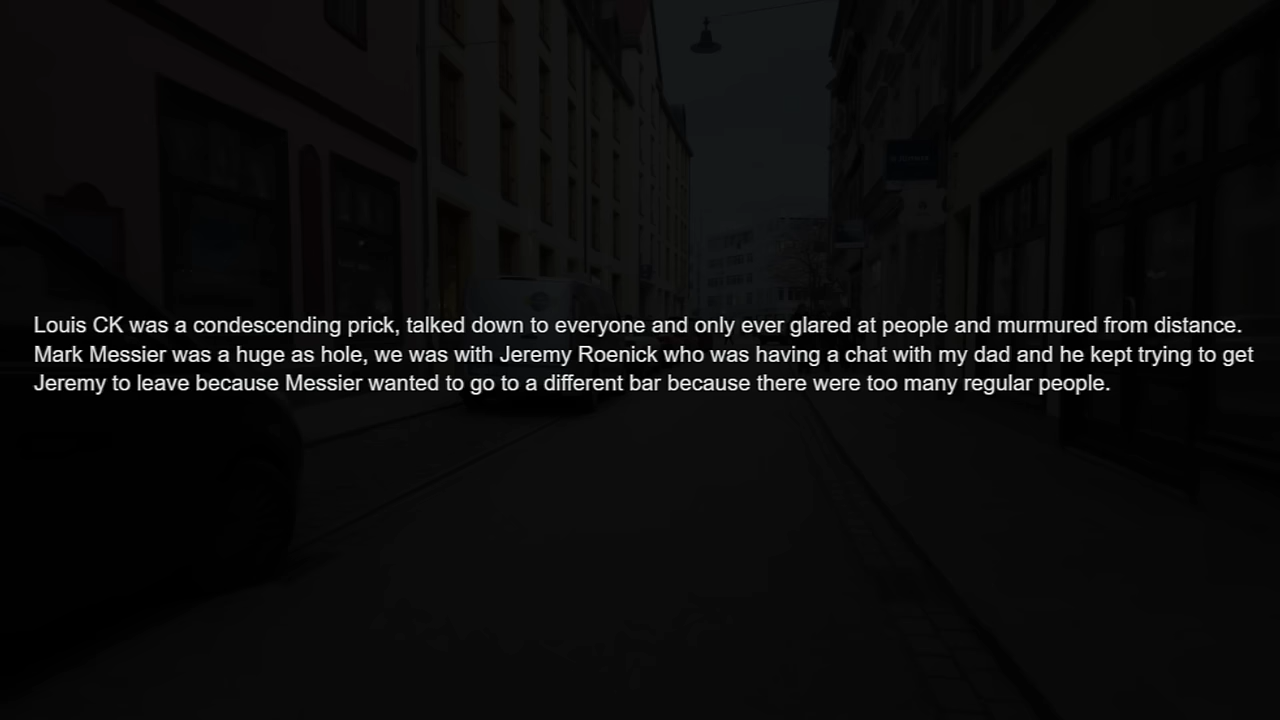 Louis CK was a condescending prick, talked down to everyone and only ever glared at people and murmured from distance.
Mark Messier was a huge as hole, we was with Jeremy Roenick who was having a chat with my dad and he kept trying to get
Jeremy to leave because Messier wanted to go to a different bar because there were too many regular people.